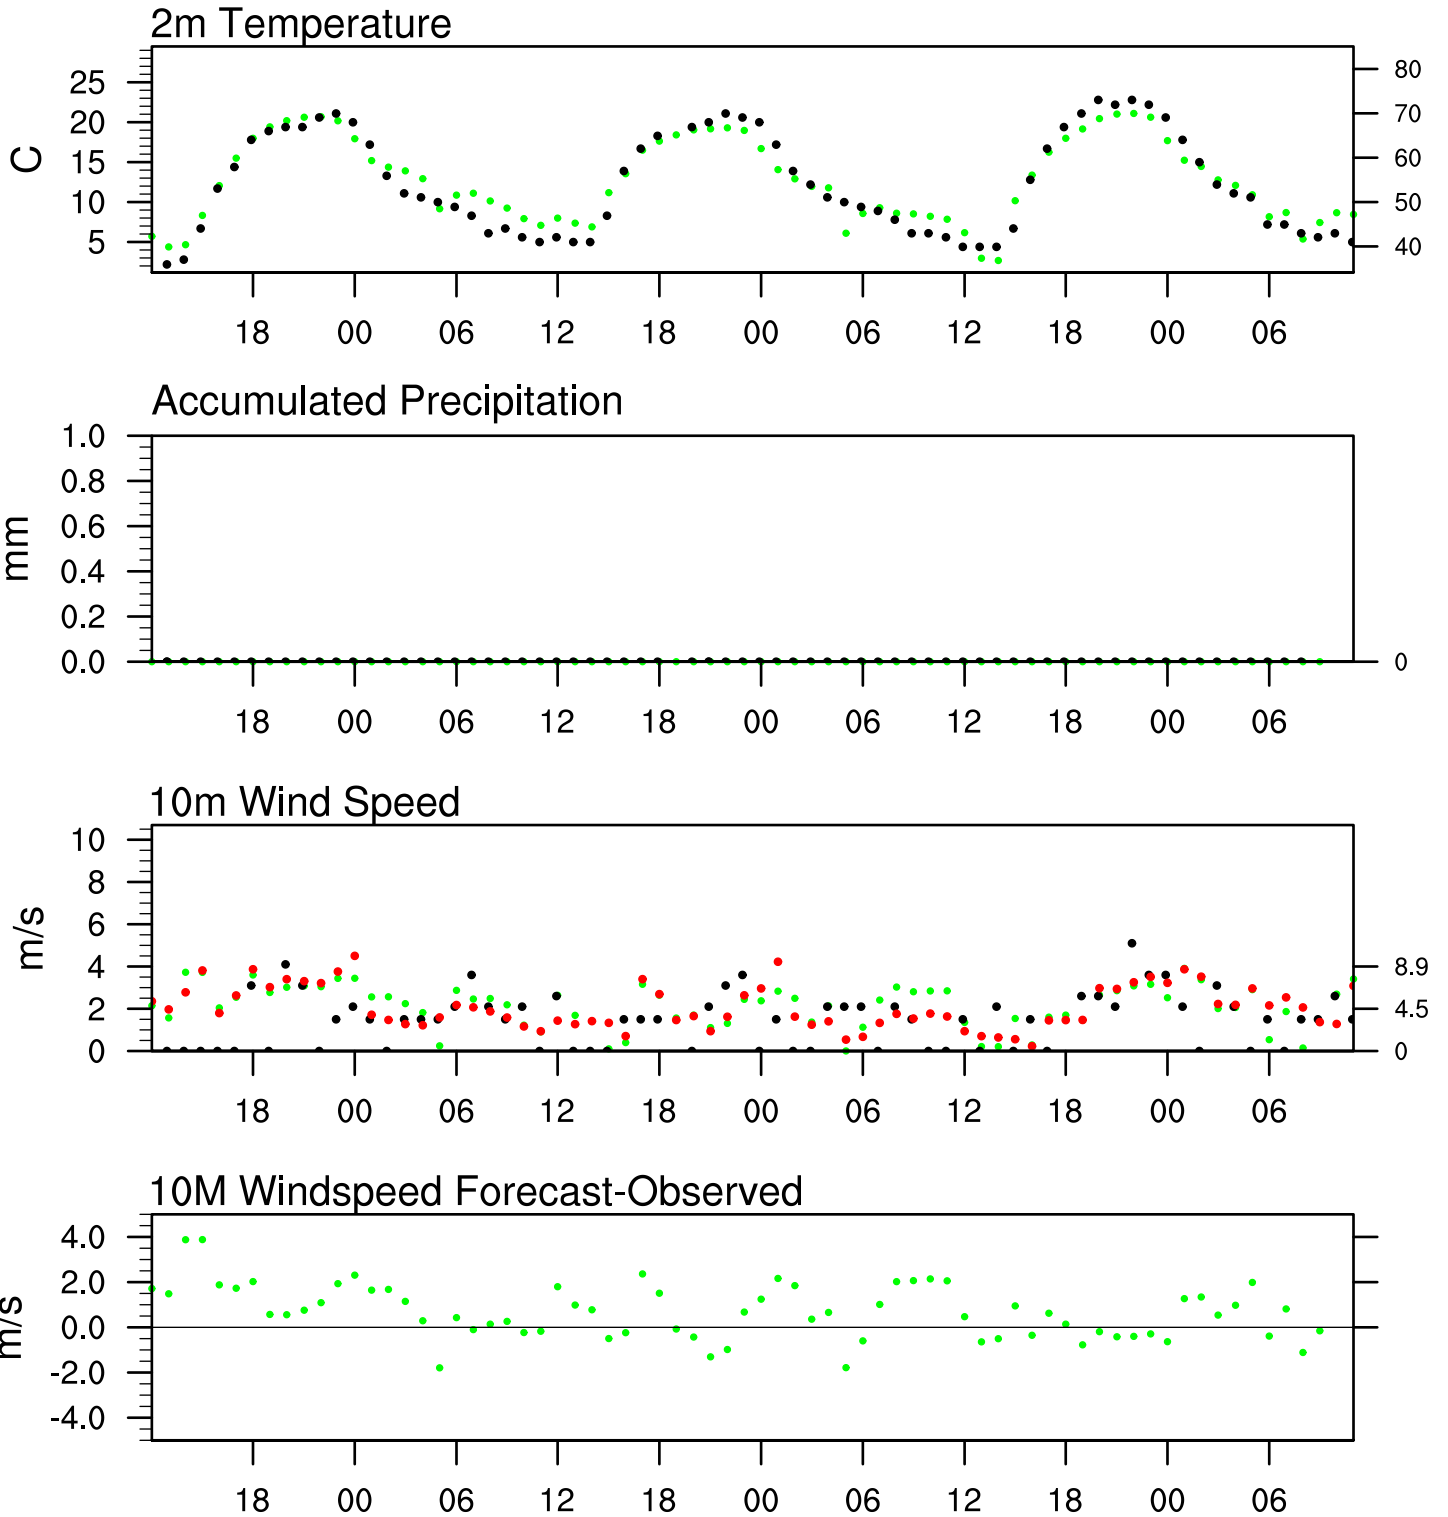 2m Temperature
25
20
15
10
5
C
80
70
60
50
40
18 00 06 12 18 00 06 12 18 00 06
Accumulated Precipitation
1.0
0.8
0.6
0.4
0.2
0.0
mm
0
18 00 06 12 18 00 06 12 18 00 06
10m Wind Speed
10
8
6
4
2
0
m/s
8.9
4.5
0
18 00 06 12 18 00 06 12 18 00 06
10M Windspeed Forecast-Observed
4.0
2.0
0.0
-2.0
-4.0
m/s
18 00 06 12 18 00 06 12 18 00 06